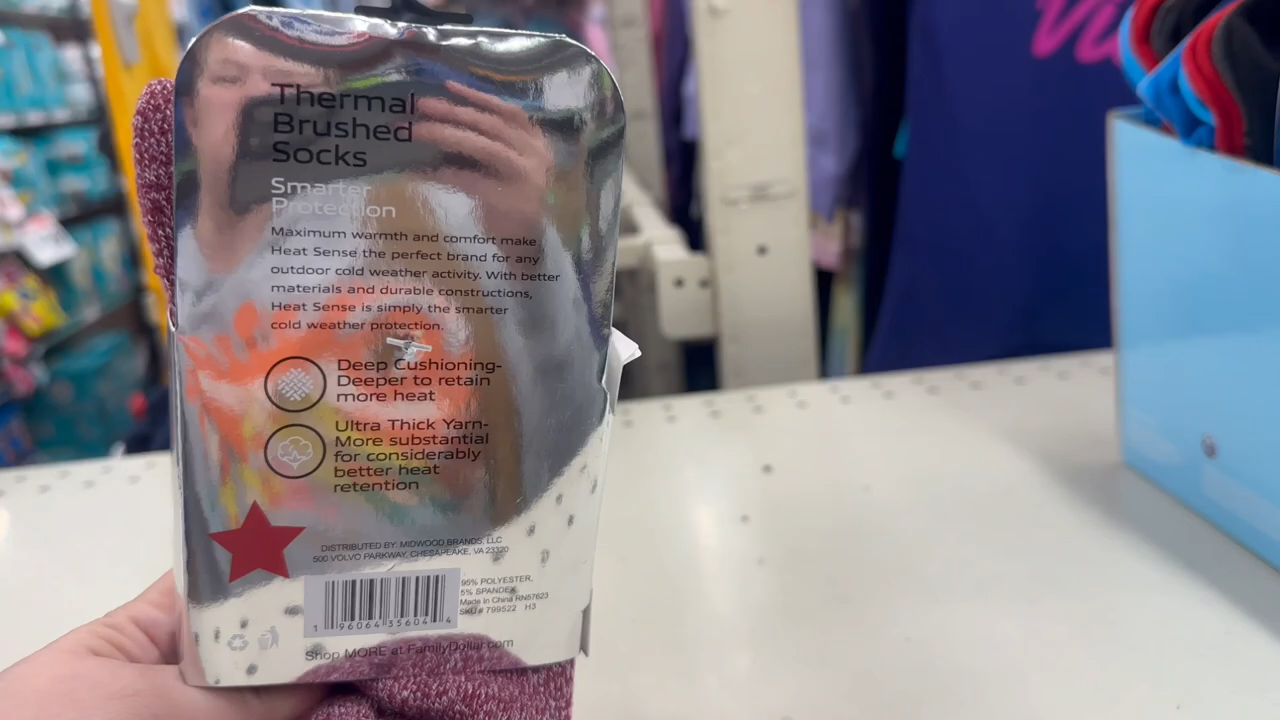 Thermal
Brushed
Socks
Smarter
Protection
Maximum warmth and comfort make
Heat Sense the perfect brand for any
outdoor cold weather activity. With better
materials and durable constructions,
Heat Sense is simply the smarter
cold weather protection.
Deep Cushioning-
Deeper to retain
more heat
Ultra Thick Yarn-
More substantial
for considerably
better heat
retention
DISTRIBUTED BY: MIDWOOD BRANDS, LLC
500 VOLVO PARKWAY, CHESAPEAKE, VA 23320
95% POLYESTER,
5% SPANDEX
Made In China RN57623
SKU # 799522 H3
1 96064 35604 4
Shop MORE at FamilyDollar.com